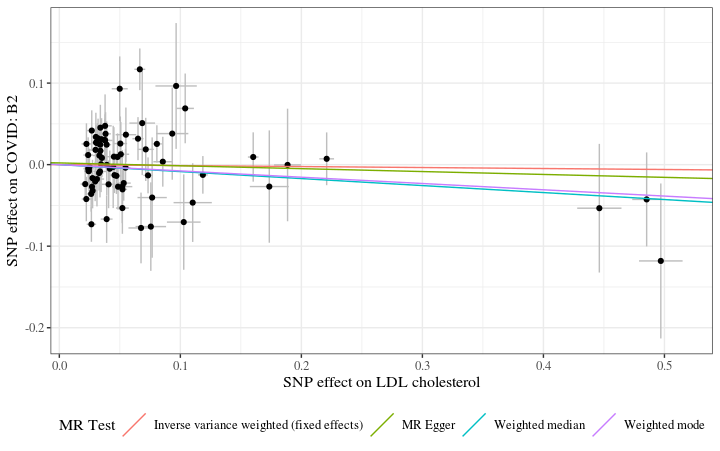 SNP effect on COVID: B2
0.1
0.0
-0.1
-0.2
0.0 0.1 0.2 0.3 0.4 0.5
SNP effect on LDL cholesterol
MR Test Inverse variance weighted (fixed effects) MR Egger Weighted median Weighted mode